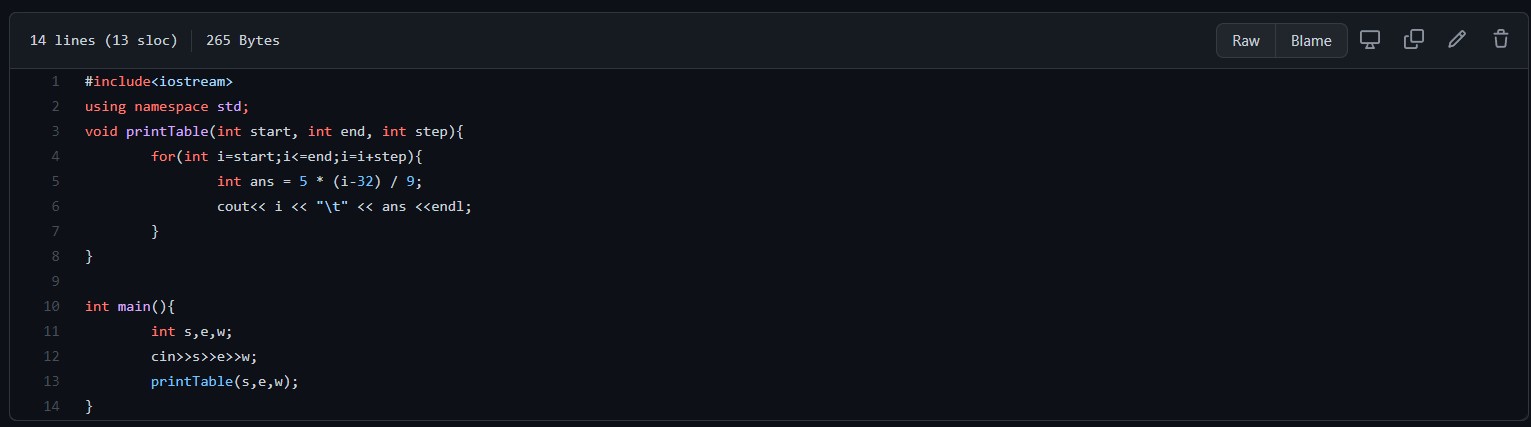 14 lines (13 sloc) 265 Bytes Raw Blame
1 #include<iostream>
2 using namespace std;
3 void printTable(int start, int end, int step){
4 for(int i=start;i<=end;i=i+step){
5 int ans = 5 * (i-32) / 9;
6 cout<< i << "\t" << ans <<endl;
7 }
8 }
9
10 int main(){
11 int s,e,w;
12 cin>>s>>e>>w;
13 printTable(s,e,w);
14 }